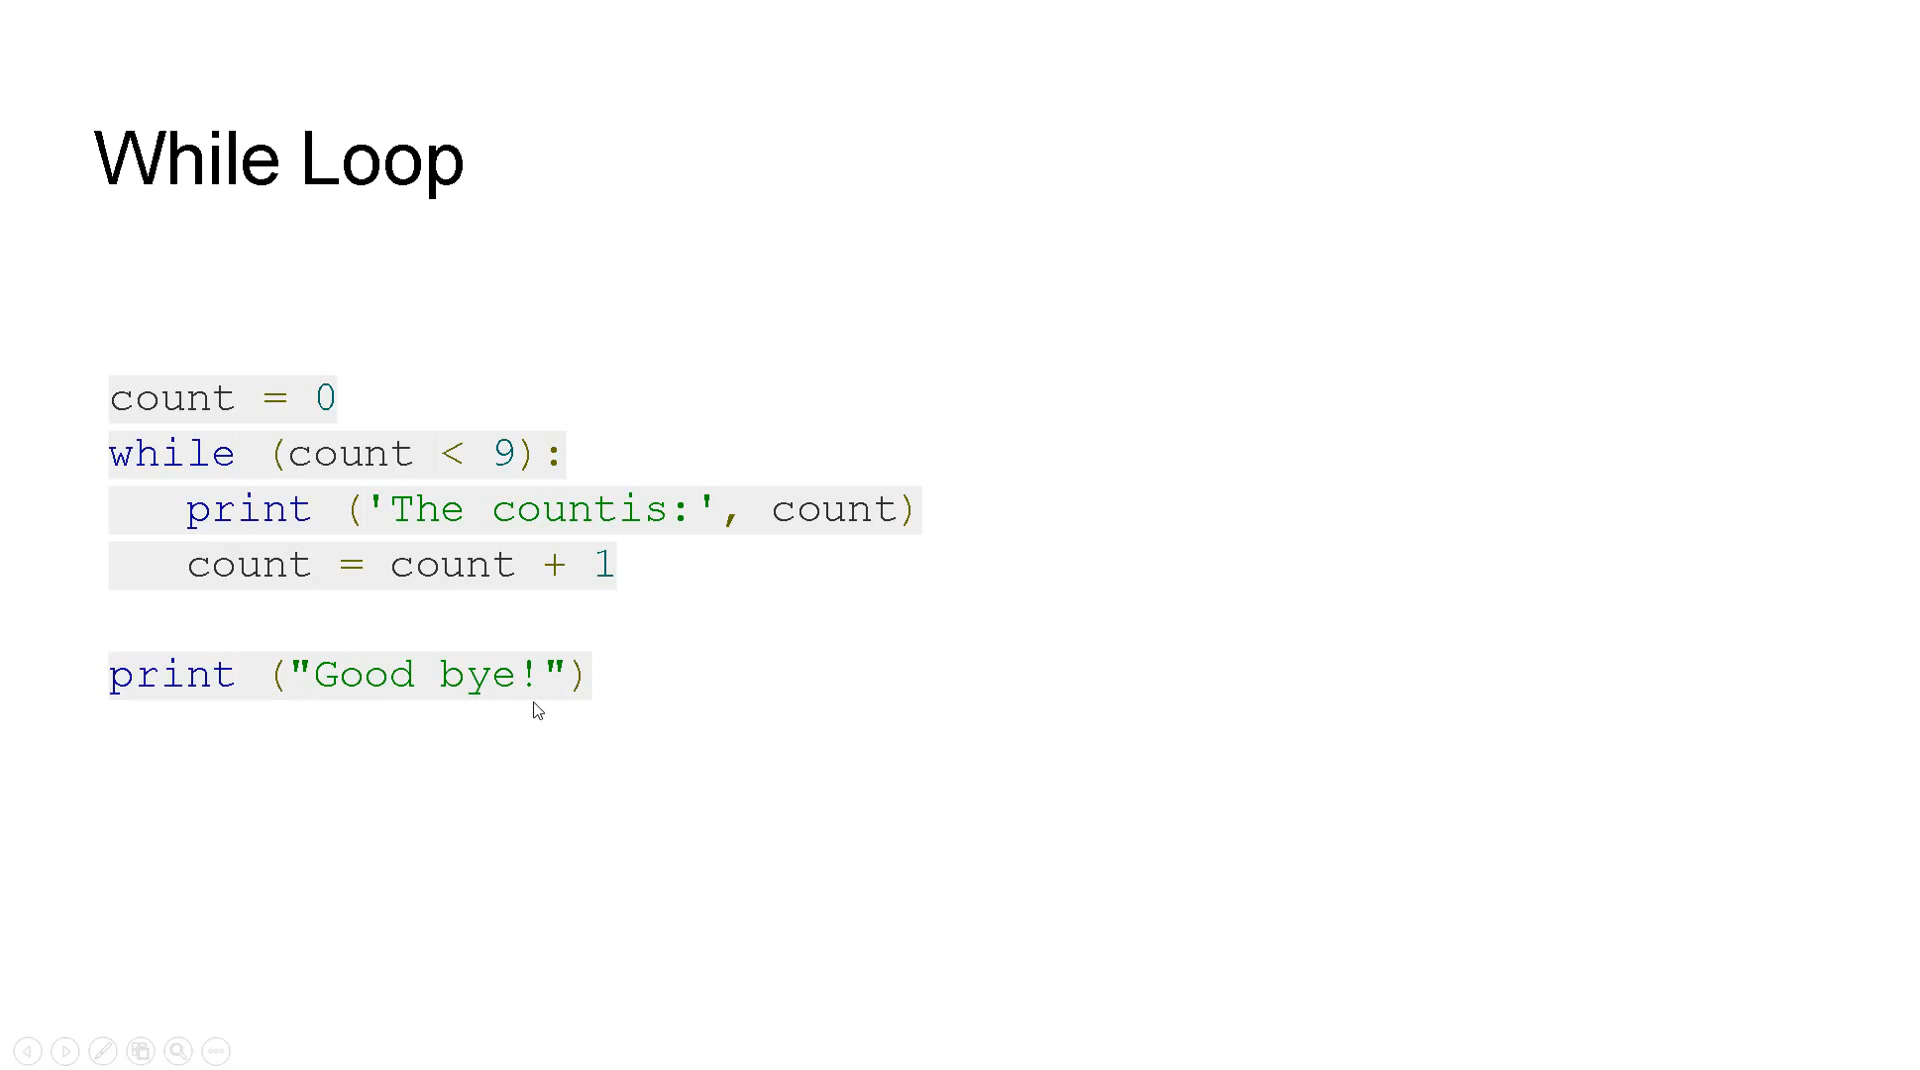 While Loop
count = 0
while (count < 9):
   print ('The countis:', count)
   count = count + 1
print ("Good bye!")